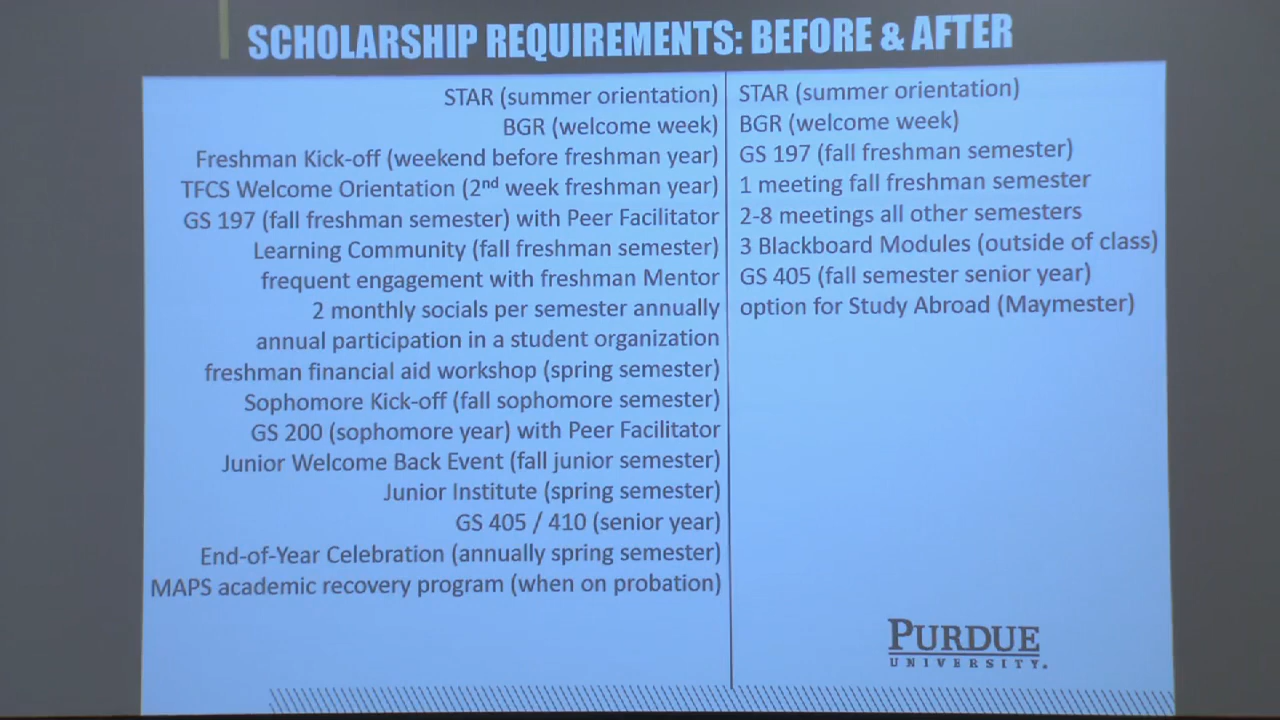 SCHOLARSHIP REQUIREMENTS: BEFORE & AFTER
STAR (summer orientation)
BGR (welcome week)
Freshman Kick-off (weekend before freshman year)
TFCS Welcome Orientation (2nd week freshman year)
GS 197 (fall freshman semester) with Peer Facilitator
Learning Community (fall freshman semester)
frequent engagement with freshman Mentor
2 monthly socials per semester annually
annual participation in a student organization
freshman financial aid workshop (spring semester)
Sophomore Kick-off (fall sophomore semester)
GS 200 (sophomore year) with Peer Facilitator
Junior Welcome Back Event (fall junior semester)
Junior Institute (spring semester)
GS 405 / 410 (senior year)
End-of-Year Celebration (annually spring semester)
MAPS academic recovery program (when on probation)
STAR (summer orientation)
BGR (welcome week)
GS 197 (fall freshman semester)
1 meeting fall freshman semester
2-8 meetings all other semesters
3 Blackboard Modules (outside of class)
GS 405 (fall semester senior year)
option for Study Abroad (Maymester)
PURDUE
UNIVERSITY.